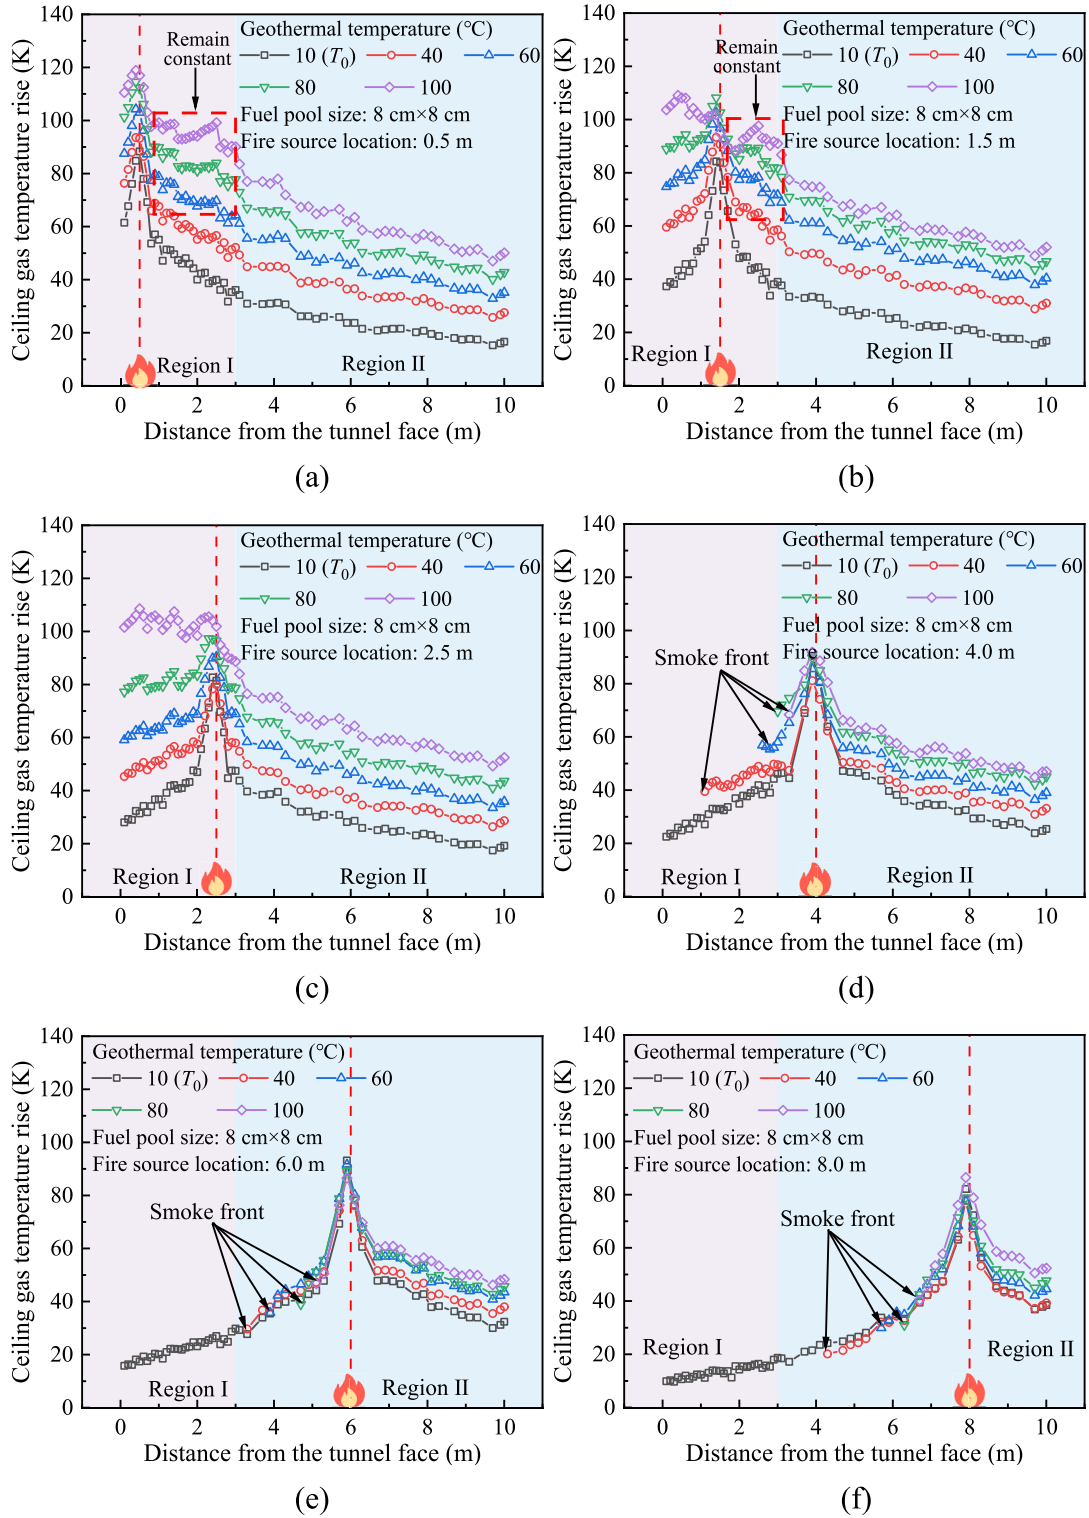 Ceiling gas temperature rise (K)
140
120
100
80
60
40
20
0
Geothermal temperature (℃)
10 (T0) 40 60
80 100
Fuel pool size: 8 cm×8 cm
Fire source location: 0.5 m
Remain
constant
Region I
Region II
0 2 4 6 8 10
Distance from the tunnel face (m)
(a)
Ceiling gas temperature rise (K)
140
120
100
80
60
40
20
0
Geothermal temperature (℃)
10 (T0) 40 60
80 100
Fuel pool size: 8 cm×8 cm
Fire source location: 1.5 m
Remain
constant
Region I
Region II
0 2 4 6 8 10
Distance from the tunnel face (m)
(b)
Ceiling gas temperature rise (K)
140
120
100
80
60
40
20
0
Geothermal temperature (℃)
10 (T0) 40 60
80 100
Fuel pool size: 8 cm×8 cm
Fire source location: 2.5 m
Region I
Region II
0 2 4 6 8 10
Distance from the tunnel face (m)
(c)
Ceiling gas temperature rise (K)
140
120
100
80
60
40
20
0
Geothermal temperature (℃)
10 (T0) 40 60
80 100
Fuel pool size: 8 cm×8 cm
Fire source location: 4.0 m
Smoke front
Region I
Region II
0 2 4 6 8 10
Distance from the tunnel face (m)
(d)
Ceiling gas temperature rise (K)
140
120
100
80
60
40
20
0
Geothermal temperature (℃)
10 (T0) 40 60
80 100
Fuel pool size: 8 cm×8 cm
Fire source location: 6.0 m
Smoke front
Region I
Region II
0 2 4 6 8 10
Distance from the tunnel face (m)
(e)
Ceiling gas temperature rise (K)
140
120
100
80
60
40
20
0
Geothermal temperature (℃)
10 (T0) 40 60
80 100
Fuel pool size: 8 cm×8 cm
Fire source location: 8.0 m
Smoke front
Region I
Region II
0 2 4 6 8 10
Distance from the tunnel face (m)
(f)